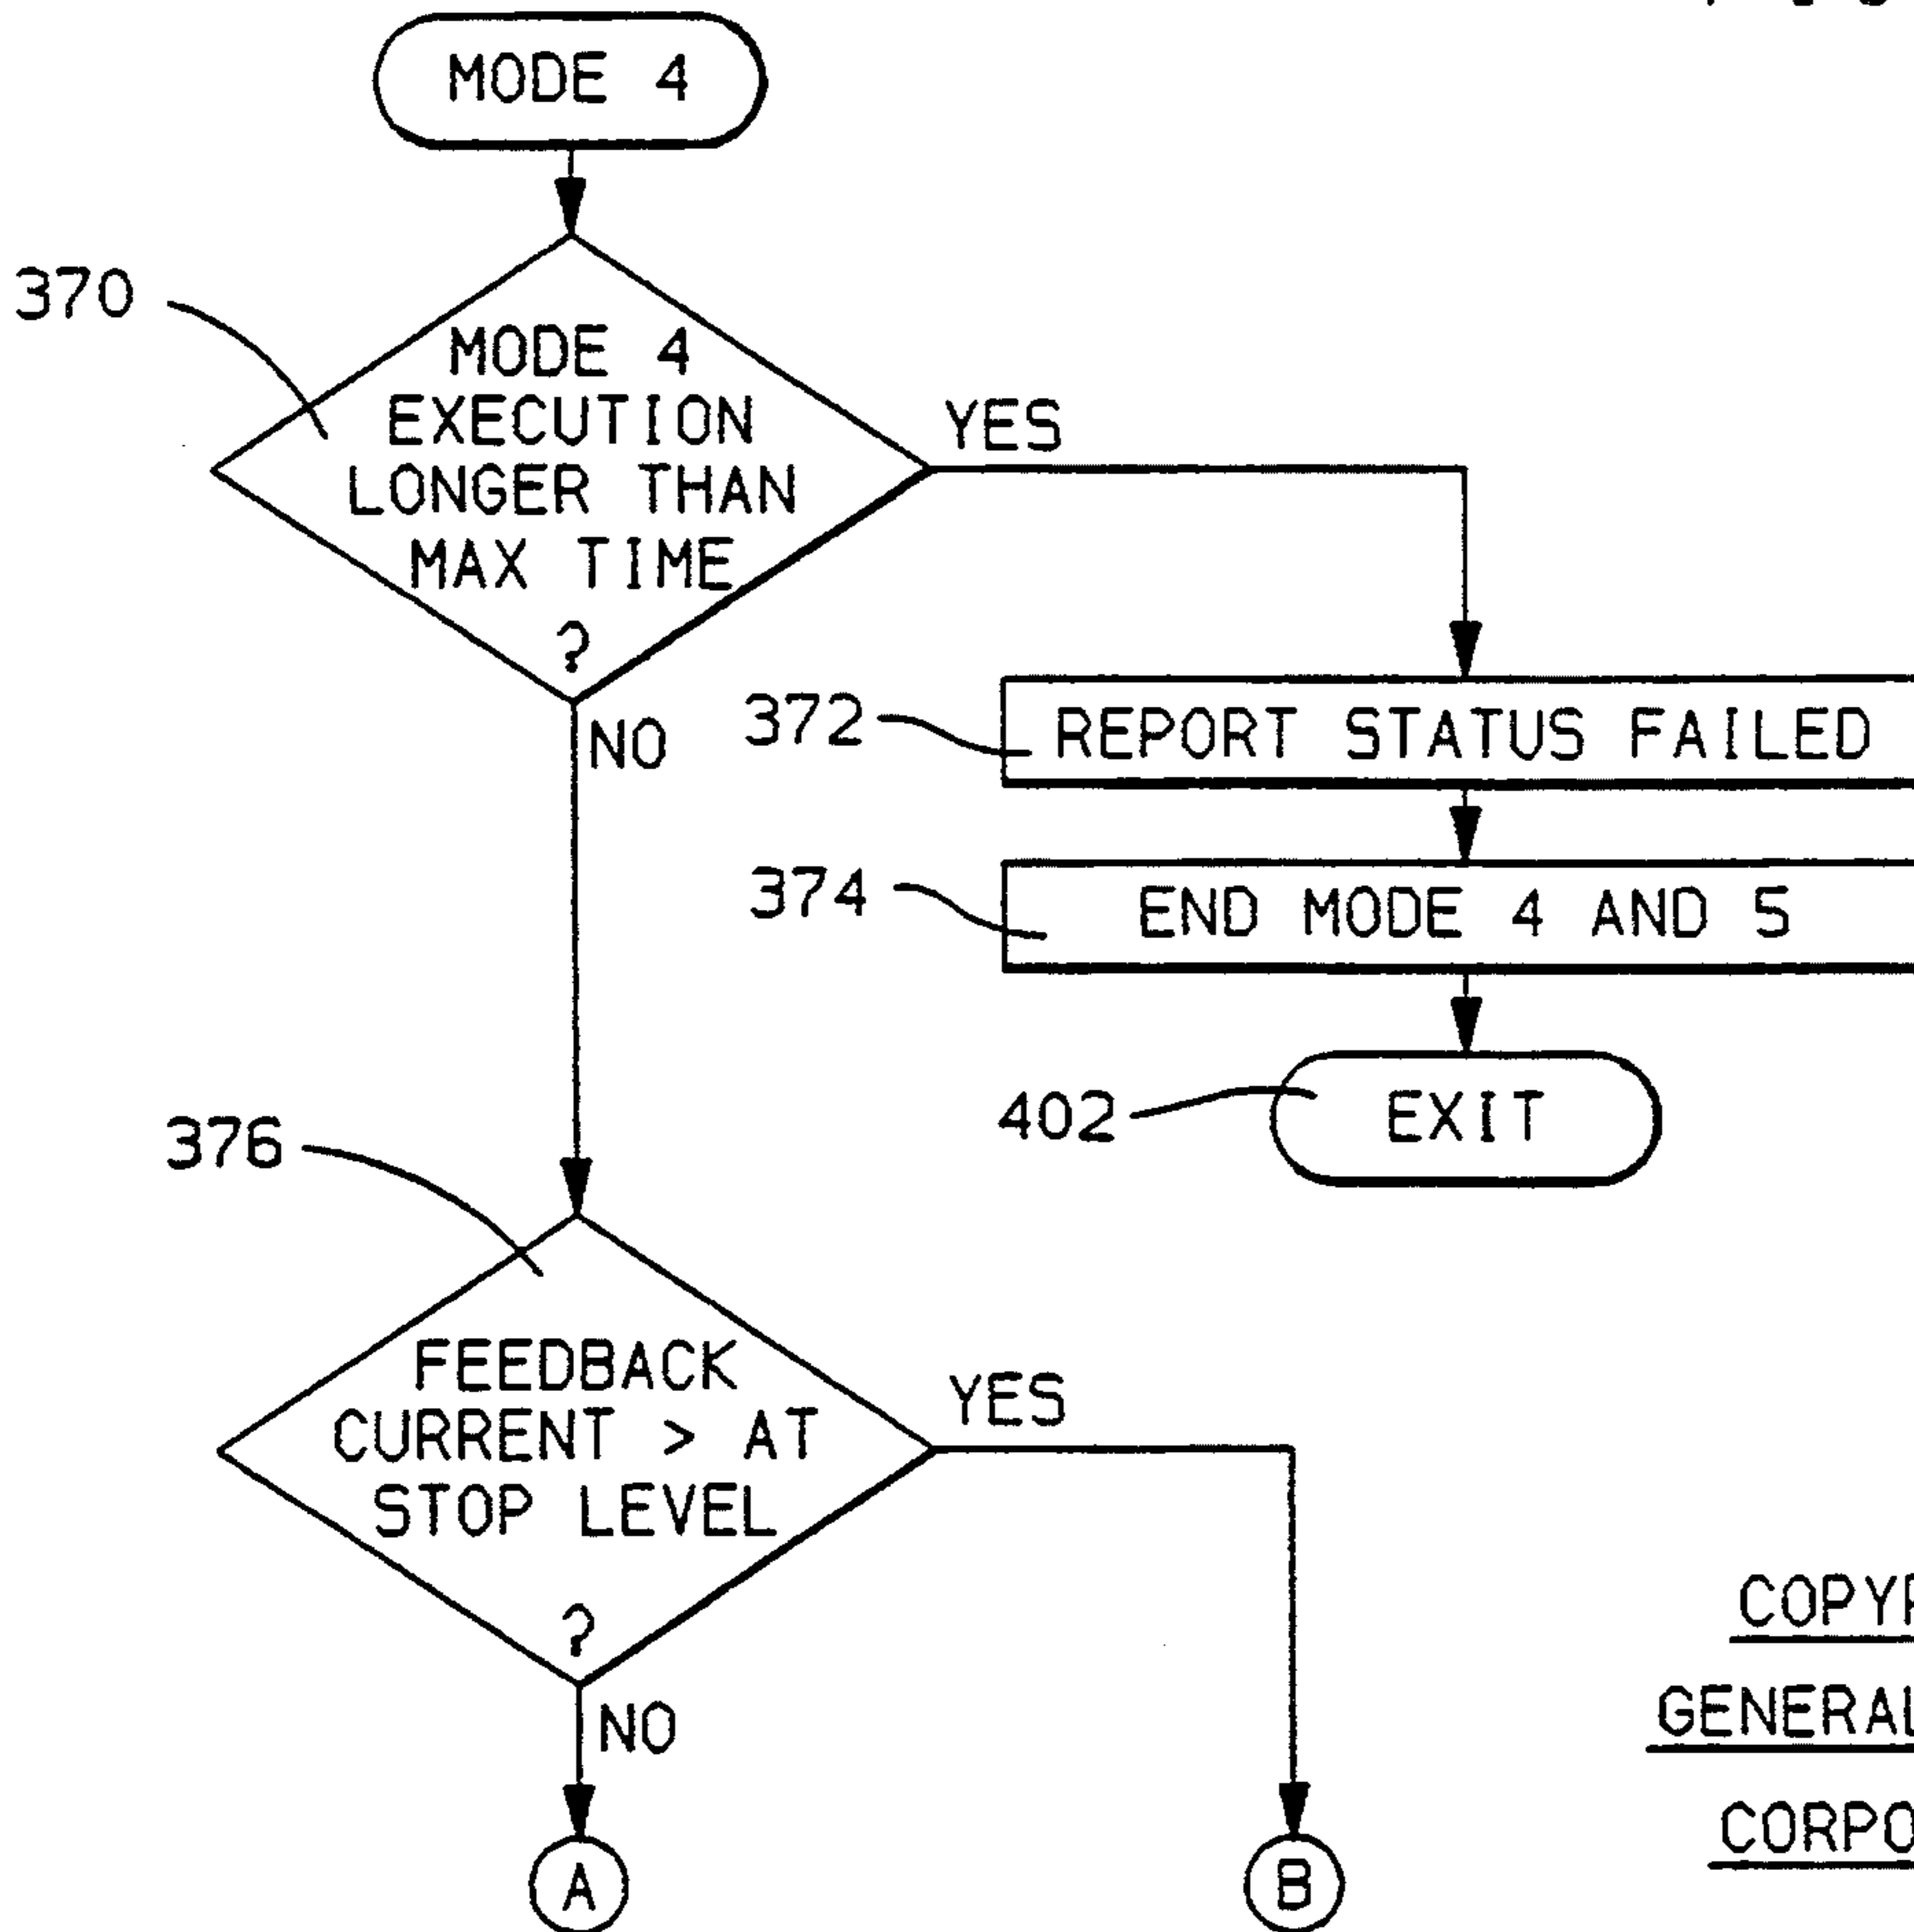 MODE 4
370
MODE 4
EXECUTION
LONGER THAN
MAX TIME
?
YES
NO
372
REPORT STATUS FAILED
374
END MODE 4 AND 5
402
EXIT
376
FEEDBACK
CURRENT > AT
STOP LEVEL
?
YES
NO
A
B
GENERAL